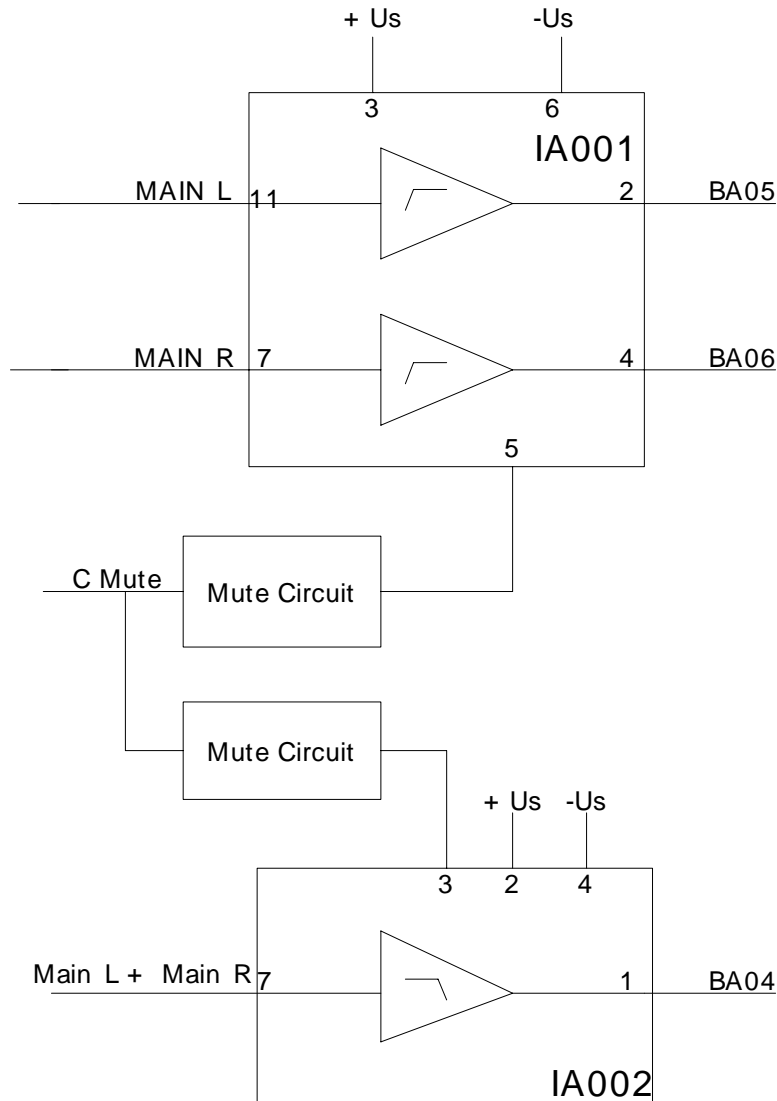 + Us -Us
3 6
IA001
MAIN L 11 2 BA05
MAIN R 7 4 BA06
5
C Mute Mute Circuit
Mute Circuit
+ Us -Us
3 2 4
Main L + Main R 7 1 BA04
IA002